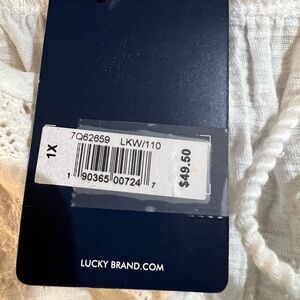 7Q62659 LKW/110
1X
1 90365 00724 7
$49.50
LUCKY BRAND.COM